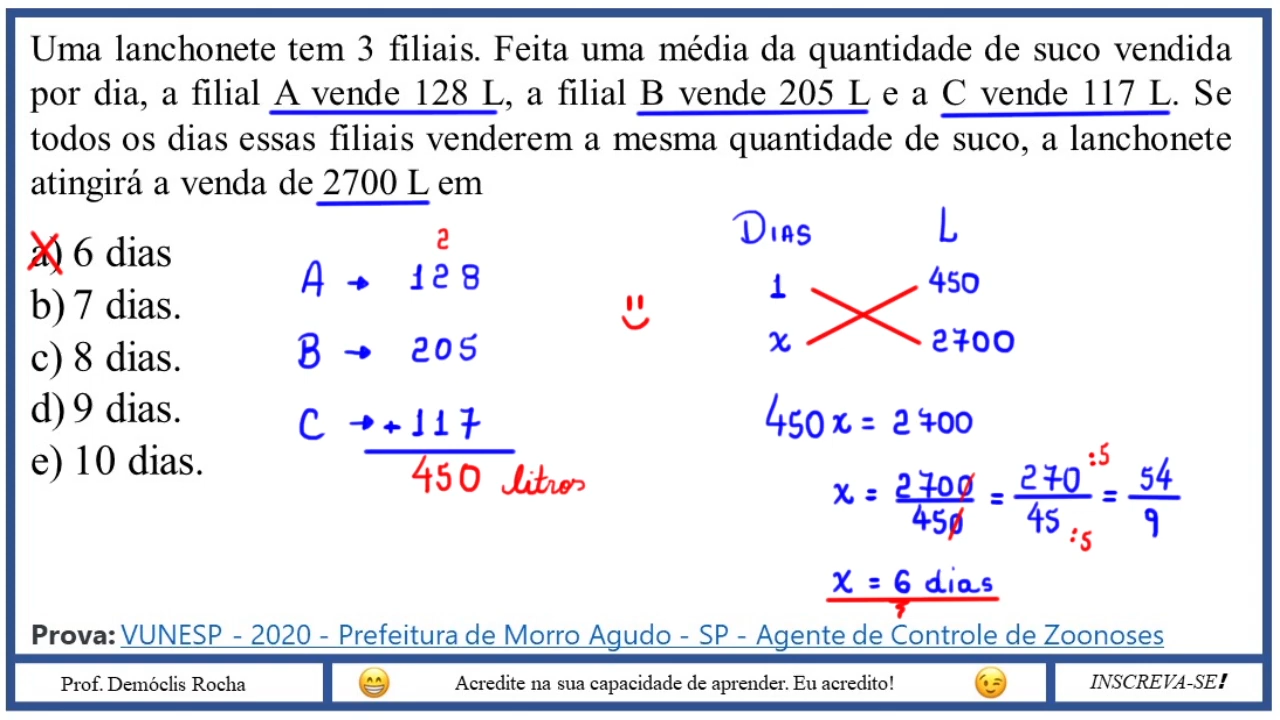 Uma lanchonete tem 3 filiais. Feita uma média da quantidade de suco vendida
por dia, a filial A vende 128 L, a filial B vende 205 L e a C vende 117 L. Se
todos os dias essas filiais venderem a mesma quantidade de suco, a lanchonete
atingirá a venda de 2700 L em
a) 6 dias
b) 7 dias.
c) 8 dias.
d) 9 dias.
e) 10 dias.
2
A → 128
B → 205
C → + 117
450 litros
DIAS L
1 450
x 2700
450x = 2700
x = 2700/450 = 270/45 :5 :5 = 54/9
x = 6 dias
Prova: VUNESP - 2020 - Prefeitura de Morro Agudo - SP - Agente de Controle de Zoonoses
Prof. Demóclis Rocha
Acredite na sua capacidade de aprender. Eu acredito!
INSCREVA-SE!